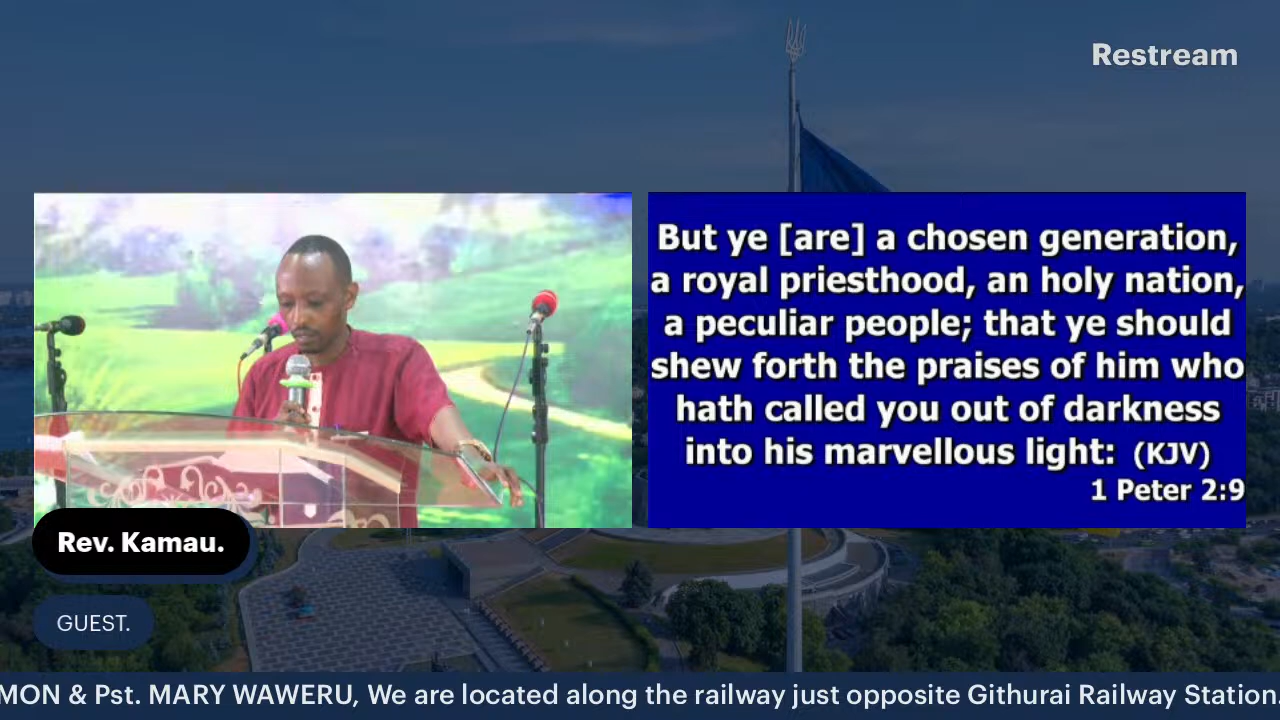 Restream
But ye [are] a chosen generation,
a royal priesthood, an holy nation,
a peculiar people; that ye should
shew forth the praises of him who
hath called you out of darkness
into his marvellous light: (KJV)
1 Peter 2:9
Rev. Kamau.
GUEST.
MON & Pst. MARY WAWERU, We are located along the railway just opposite Githurai Railway Station